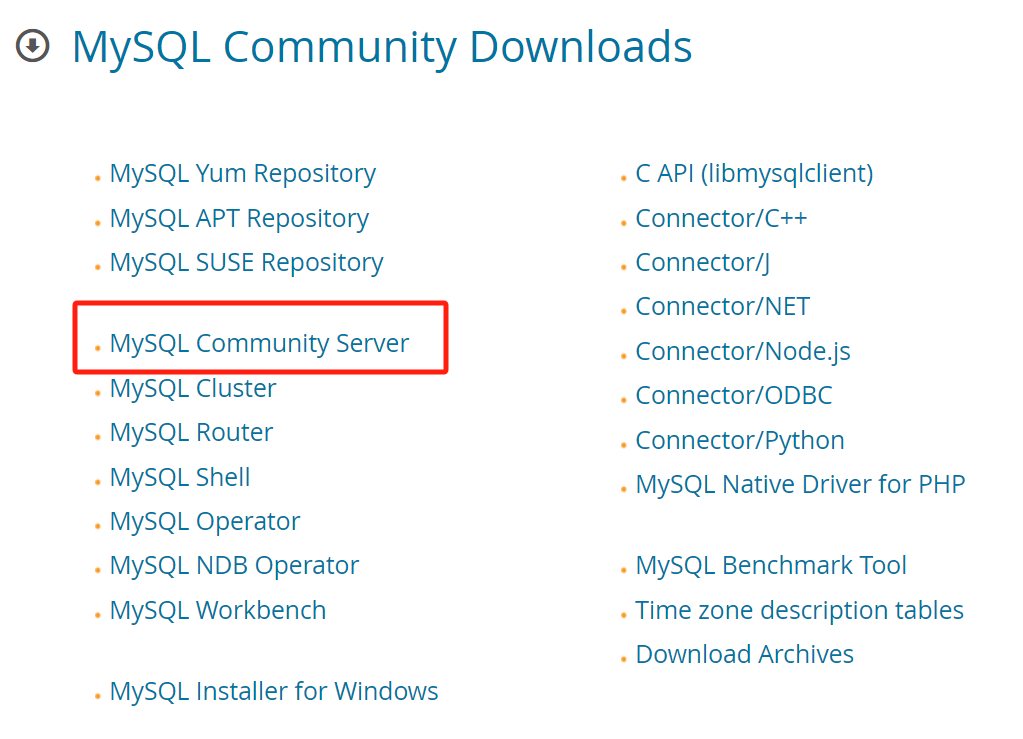 MySQL Community Downloads
MySQL Yum Repository
MySQL APT Repository
MySQL SUSE Repository
MySQL Community Server
MySQL Cluster
MySQL Router
MySQL Shell
MySQL Operator
MySQL NDB Operator
MySQL Workbench
MySQL Installer for Windows
C API (libmysqlclient)
Connector/C++
Connector/J
Connector/NET
Connector/Node.js
Connector/ODBC
Connector/Python
MySQL Native Driver for PHP
MySQL Benchmark Tool
Time zone description tables
Download Archives